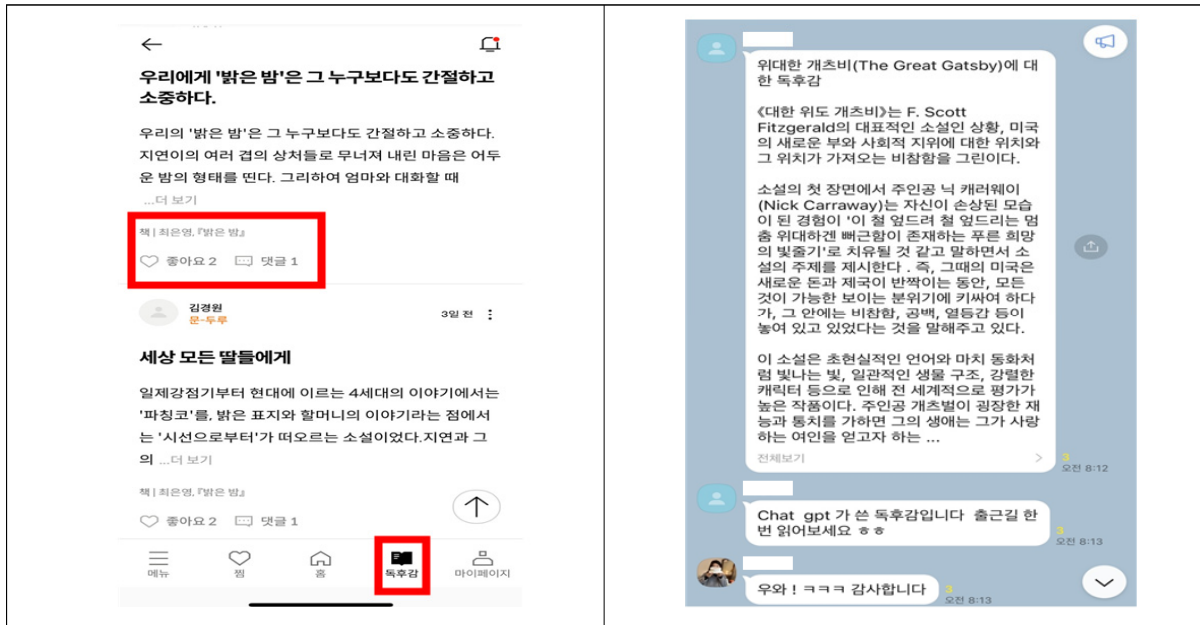 우리에게 '밝은 밤'은 그 누구보다도 간절하고
소중하다.
우리의 '밝은 밤'은 그 누구보다도 간절하고 소중하다.
지연이의 여러 겹의 상처들로 무너져 내린 마음은 어두
운 밤의 형태를 띤다. 그리하여 엄마와 대화할 때
...더 보기
책 | 최은영, 『밝은 밤』
좋아요 2 댓글 1
김경원
문-두루
3일 전
세상 모든 딸들에게
일제강점기부터 현대에 이르는 4세대의 이야기에서는
'파칭코'를, 밝은 표지와 할머니의 이야기라는 점에서
는 '시선으로부터'가 떠오르는 소설이었다.지연과 그
의 ...더 보기
책 | 최은영, 『밝은 밤』
좋아요 2 댓글 1
메뉴 찜 홈 독후감 마이페이지
위대한 개츠비(The Great Gatsby)에 대
한 독후감
《대한 위도 개츠비》는 F. Scott
Fitzgerald의 대표적인 소설인 상황, 미국
의 새로운 부와 사회적 지위에 대한 위치와
그 위치가 가져오는 비참함을 그린이다.
소설의 첫 장면에서 주인공 닉 캐러웨이
(Nick Carraway)는 자신이 손상된 모습
이 된 경험이 '이 철 엎드려 철 엎드리는 멈
춤 위대하겐 뻐근함이 존재하는 푸른 희망
의 빛줄기'로 치유될 것 같고 말하면서 소
설의 주제를 제시한다 . 즉, 그때의 미국은
새로운 돈과 제국이 반짝이는 동안, 모든
것이 가능한 보이는 분위기에 키싸여 하다
가, 그 안에는 비참함, 공백, 열등감 등이
놓여 있고 있었다는 것을 말해주고 있다.
이 소설은 초현실적인 언어와 마치 동화처
럼 빛나는 빛, 일관적인 생물 구조, 강렬한
캐릭터 등으로 인해 전 세계적으로 평가가
높은 작품이다. 주인공 개츠벌이 굉장한 재
능과 통치를 가하면 그의 생애는 그가 사랑
하는 여인을 얻고자 하는 ...
전체보기
3
오전 8:12
Chat gpt 가 쓴 독후감입니다 출근길 한
번 읽어보세요 ㅎㅎ
3
오전 8:13
우와 ! ㅋㅋㅋ 감사합니다
3
오전 8:13